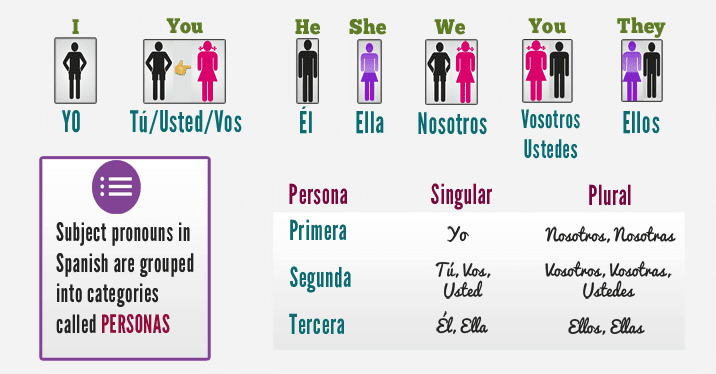 I You He She We You They
YO Tú/Usted/Vos Él Ella Nosotros Vosotros Ellos
Ustedes
Subject pronouns in
Spanish are grouped
into categories
called PERSONAS
Persona Singular Plural
Primera Yo Nosotros, Nosotras
Segunda Tú, Vos, Vosotros, Vosotras,
Usted Ustedes
Tercera Él, Ella Ellos, Ellas